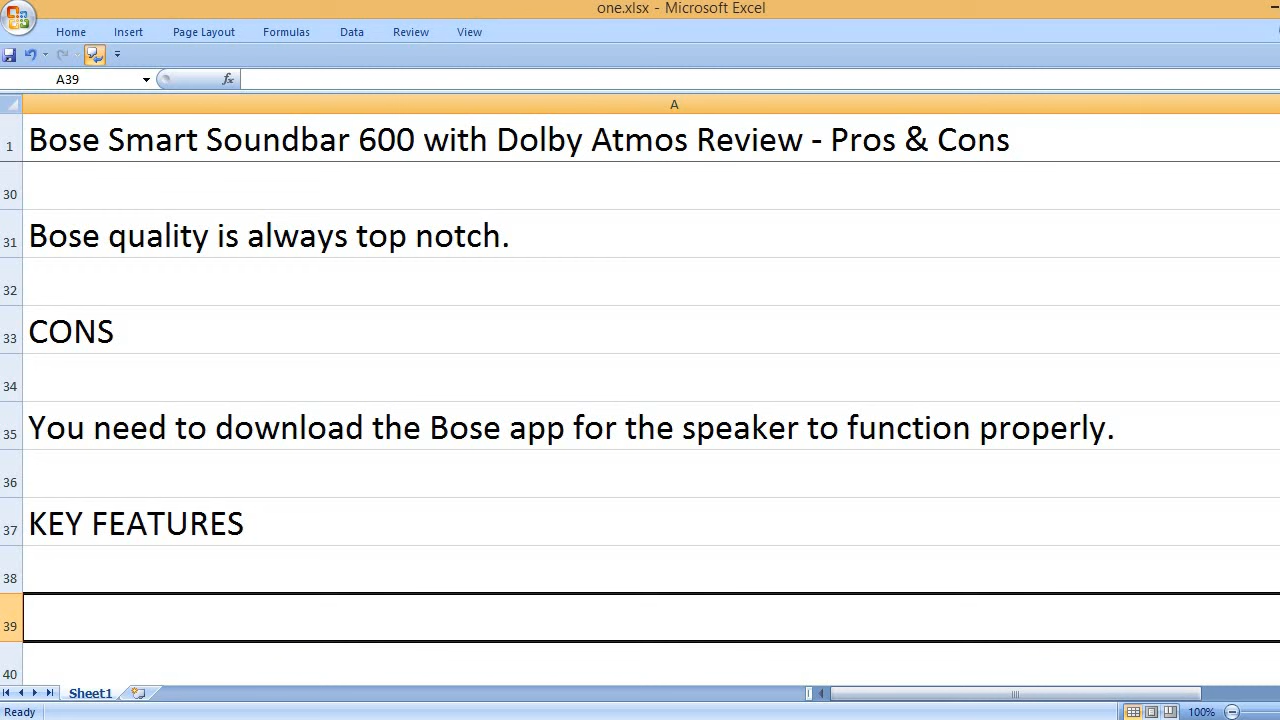 one.xlsx - Microsoft Excel
Home Insert Page Layout Formulas Data Review View
A39 fx
A
1 Bose Smart Soundbar 600 with Dolby Atmos Review - Pros & Cons
30
31 Bose quality is always top notch.
32
33 CONS
34
35 You need to download the Bose app for the speaker to function properly.
36
37 KEY FEATURES
38
39
40
Sheet1
Ready 100%